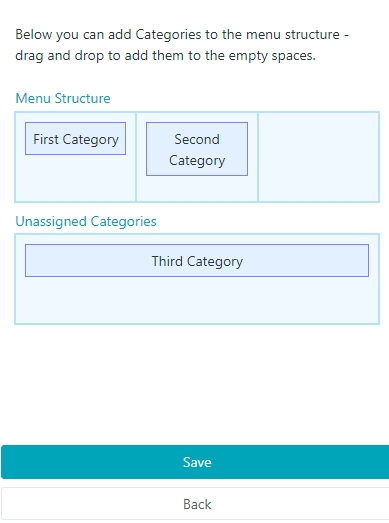 Below you can add Categories to the menu structure -
drag and drop to add them to the empty spaces.
Menu Structure
First Category
Second
Category
Unassigned Categories
Third Category
Save
Back